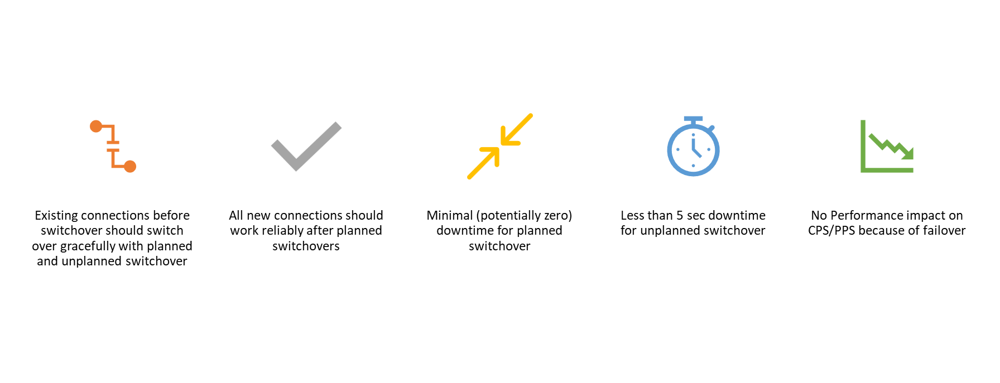 Existing connections before
switchover should switch
over gracefully with planned
and unplanned switchover
All new connections should
work reliably after planned
switchovers
Minimal (potentially zero)
downtime for planned
switchover
Less than 5 sec downtime
for unplanned switchover
No Performance impact on
CPS/PPS because of failover